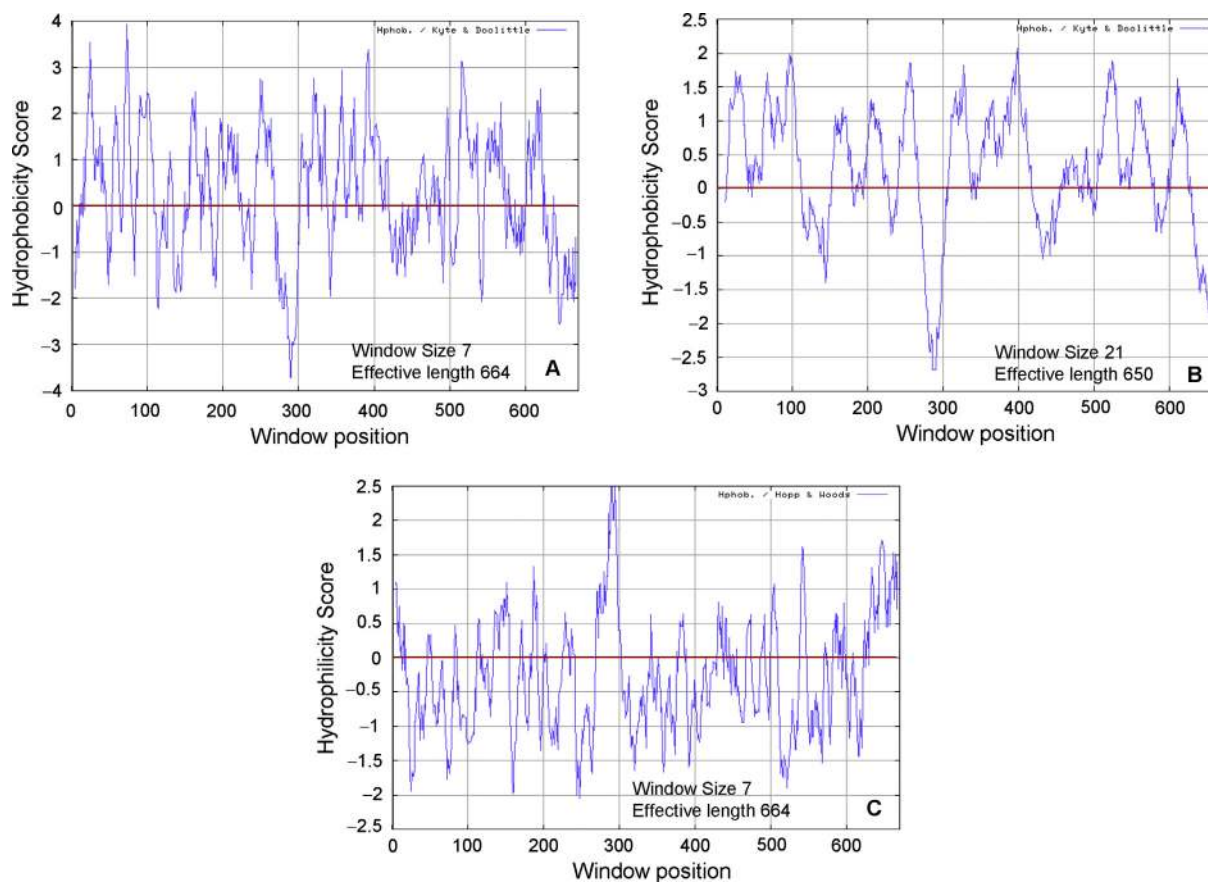 Hphob. / Kyte & Doolittle
4
3
2
1
0
−1
−2
−3
−4
Hydrophobicity Score
Window Size 7
Effective length 664
A
0 100 200 300 400 500 600
Window position
Hphob. / Kyte & Doolittle
2.5
2
1.5
1
0.5
0
−0.5
−1
−1.5
−2
−2.5
−3
Hydrophobicity Score
Window Size 21
Effective length 650
B
0 100 200 300 400 500 600
Window position
Hphob. / Hopp & Woods
2.5
2
1.5
1
0.5
0
−0.5
−1
−1.5
−2
−2.5
Hydrophilicity Score
Window Size 7
Effective length 664
C
0 100 200 300 400 500 600
Window position